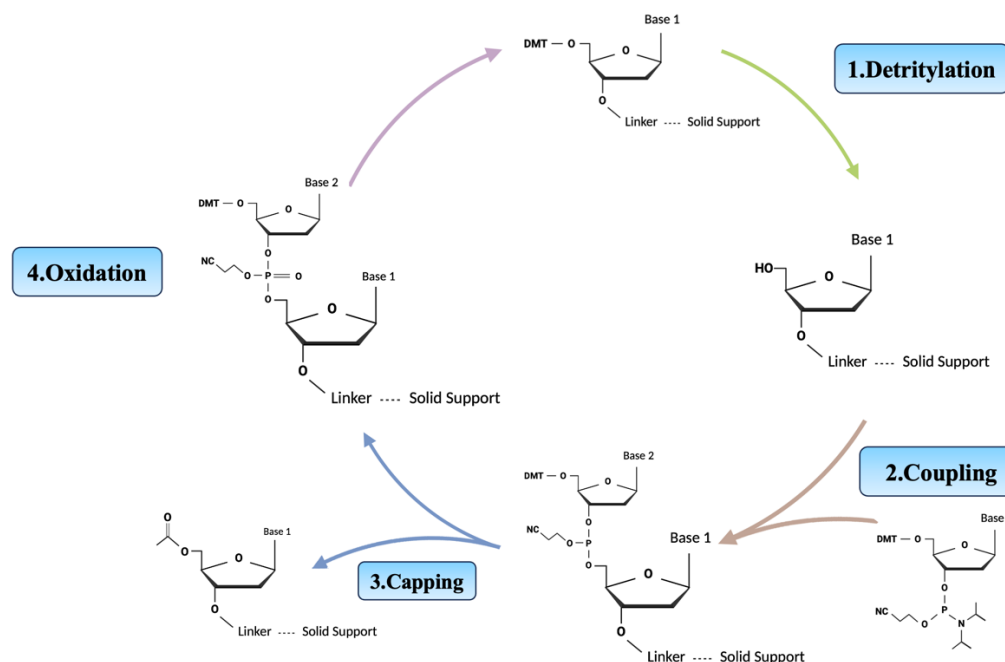 Base 1
DMT — O
O
O
Linker ---- Solid Support
1.Detritylation
Base 1
HO
O
O
Linker ---- Solid Support
2.Coupling
Base
DMT — O
O
O
P
NC
O
N
Base 2
DMT — O
O
O
NC
O
P
O
Base 1
O
O
Linker ---- Solid Support
3.Capping
O
O
Base 1
O
O
Linker ---- Solid Support
4.Oxidation
Base 2
DMT — O
O
O
NC
O
P
O
O
Base 1
O
O
Linker ---- Solid Support